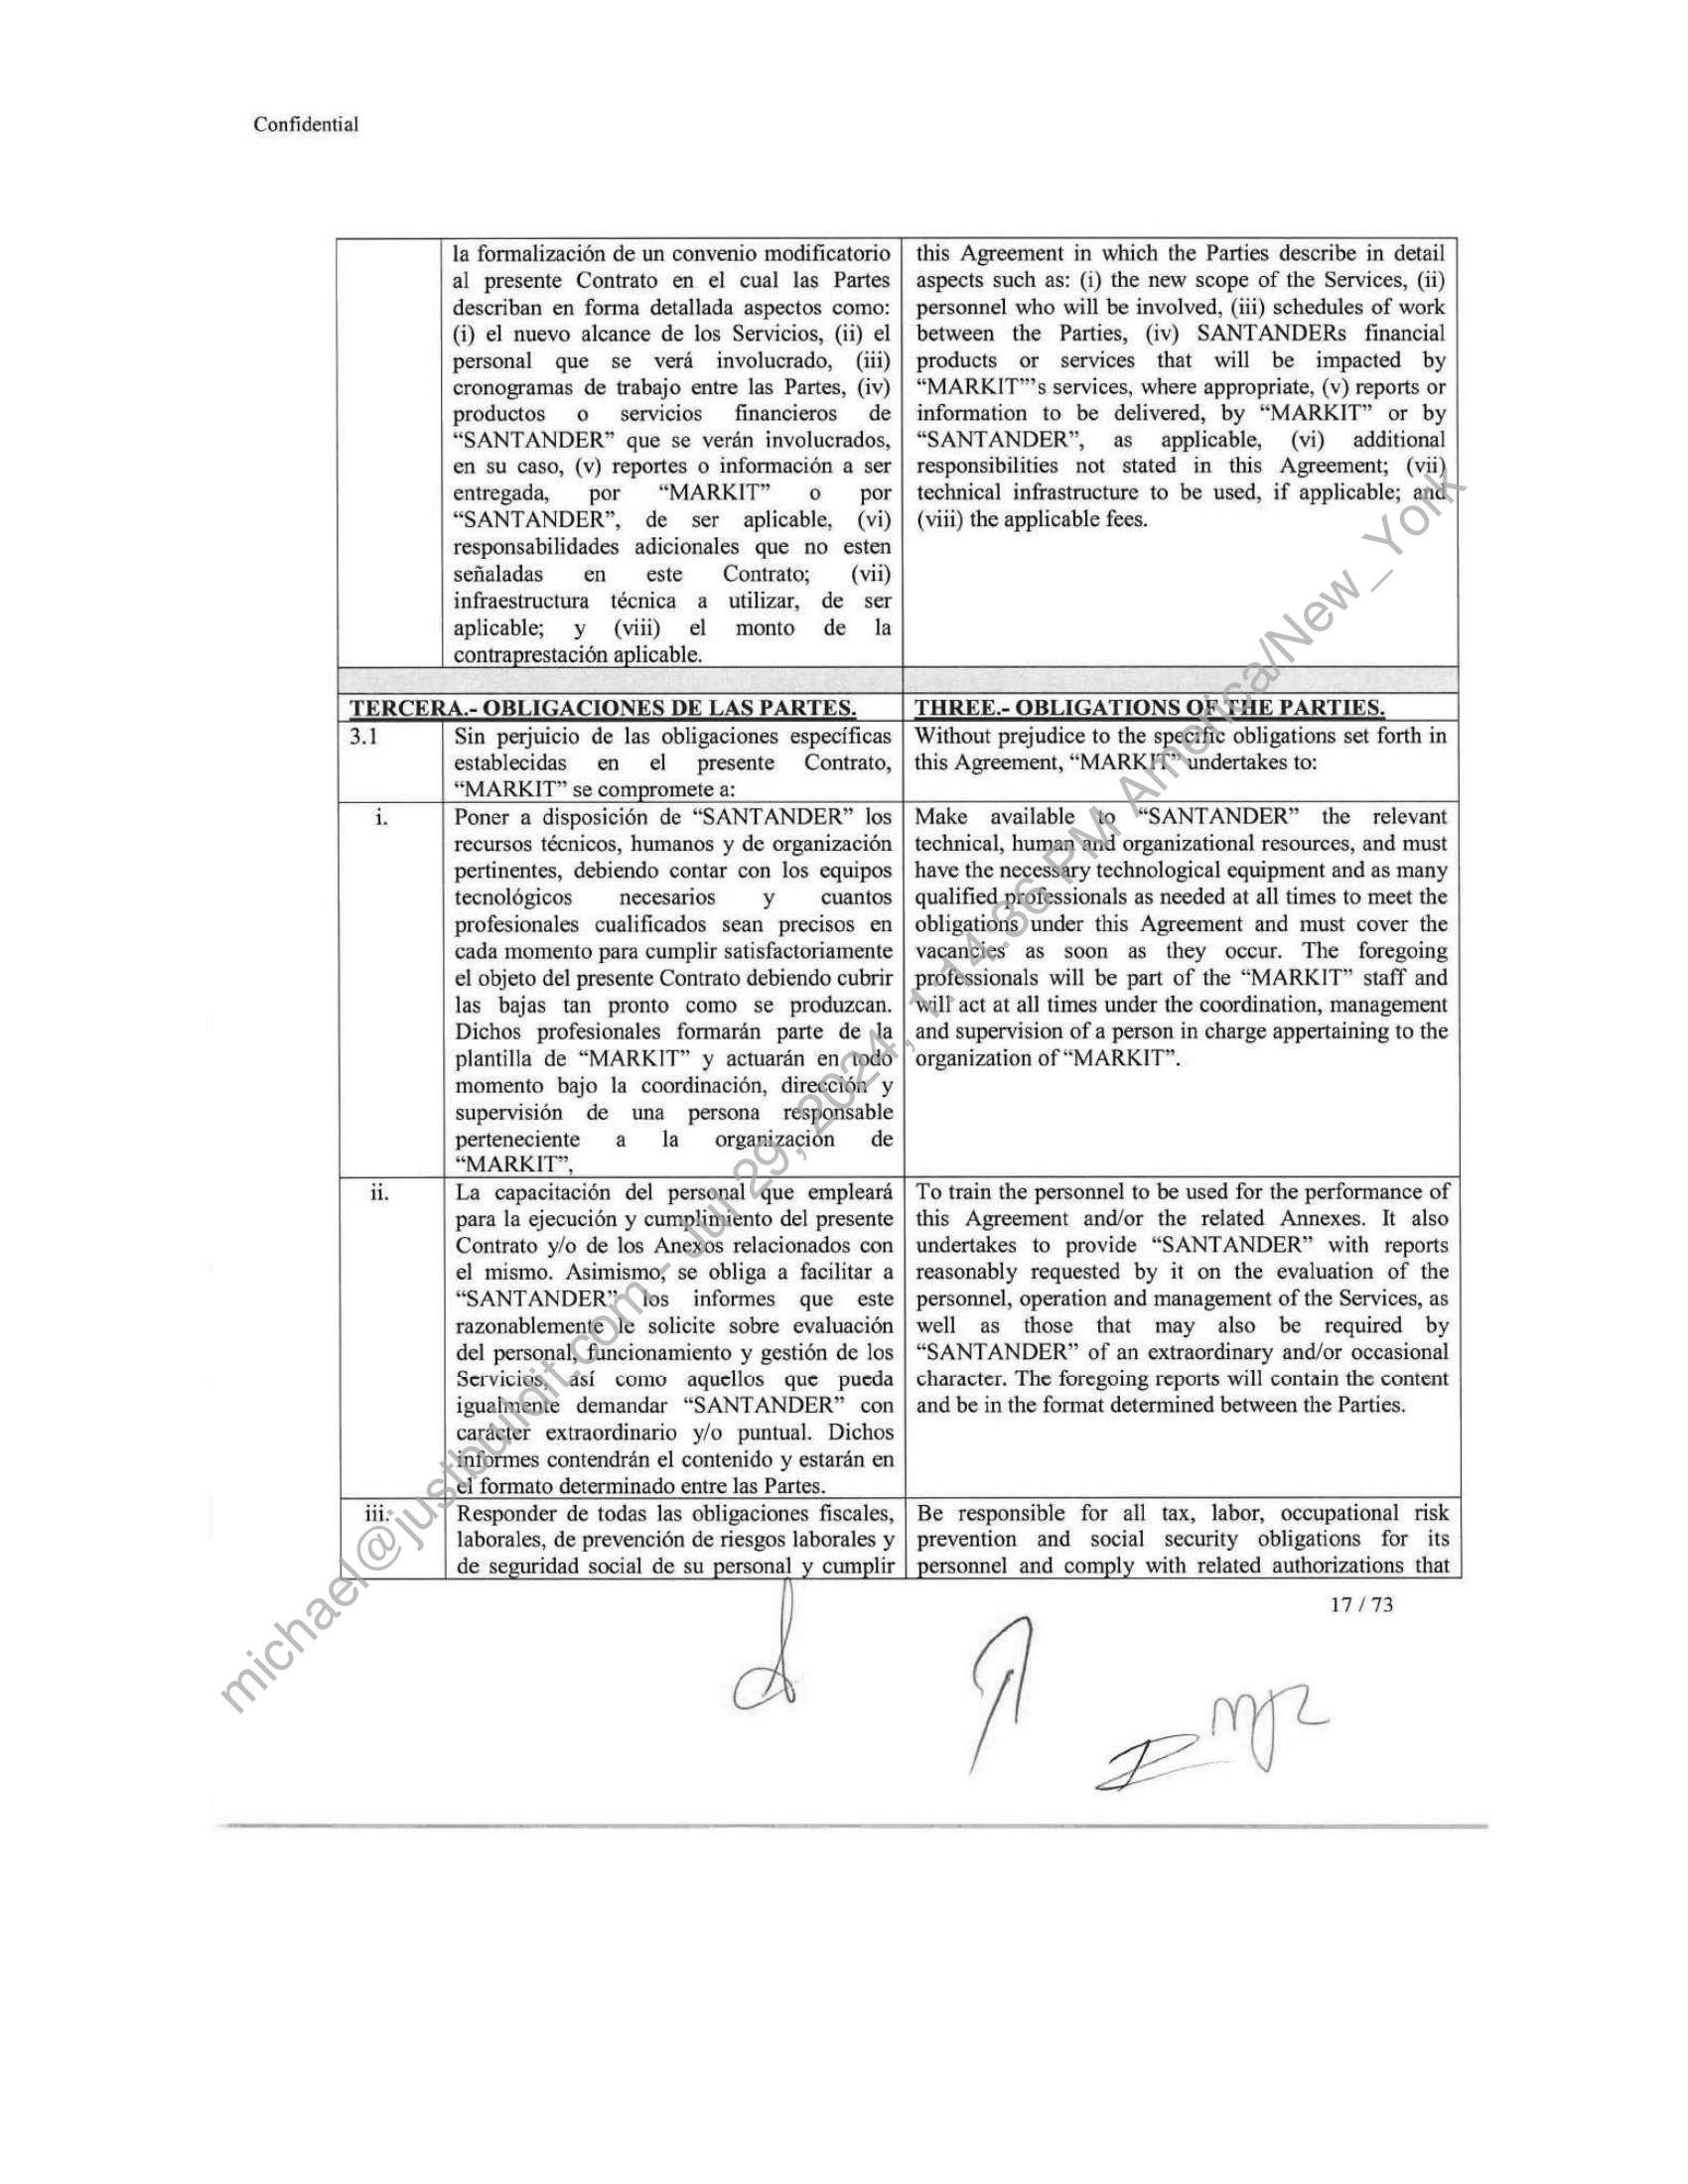 Confidential
la formalización de un convenio modificatorio
al presente Contrato en el cual las Partes
describan en forma detallada aspectos como:
(i) el nuevo alcance de los Servicios, (ii) el
personal que se verá involucrado, (iii)
cronogramas de trabajo entre las Partes, (iv)
productos o servicios financieros de
“SANTANDER” que se verán involucrados,
en su caso, (v) reportes o información a ser
entregada, por “MARKIT” o por
“SANTANDER”, de ser aplicable, (vi)
responsabilidades adicionales que no esten
señaladas en este Contrato; (vii)
infraestructura técnica a utilizar, de ser
aplicable; y (viii) el monto de la
contraprestación aplicable.
this Agreement in which the Parties describe in detail
aspects such as: (i) the new scope of the Services, (ii)
personnel who will be involved, (iii) schedules of work
between the Parties, (iv) SANTANDERs financial
products or services that will be impacted by
“MARKIT”’s services, where appropriate, (v) reports or
information to be delivered, by “MARKIT” or by
“SANTANDER”, as applicable, (vi) additional
responsibilities not stated in this Agreement; (vii)
technical infrastructure to be used, if applicable; and
(viii) the applicable fees.
TERCERA.- OBLIGACIONES DE LAS PARTES.
THREE.- OBLIGATIONS OF THE PARTIES.
3.1
Sin perjuicio de las obligaciones específicas
establecidas en el presente Contrato,
“MARKIT” se compromete a:
Without prejudice to the specific obligations set forth in
this Agreement, “MARKIT” undertakes to:
i.
Poner a disposición de “SANTANDER” los
recursos técnicos, humanos y de organización
pertinentes, debiendo contar con los equipos
tecnológicos necesarios y cuantos
profesionales cualificados sean precisos en
cada momento para cumplir satisfactoriamente
el objeto del presente Contrato debiendo cubrir
las bajas tan pronto como se produzcan.
Dichos profesionales formarán parte de la
plantilla de “MARKIT” y actuarán en todo
momento bajo la coordinación, dirección y
supervisión de una persona responsable
perteneciente a la organización de
“MARKIT”,
Make available to “SANTANDER” the relevant
technical, human and organizational resources, and must
have the necessary technological equipment and as many
qualified professionals as needed at all times to meet the
obligations under this Agreement and must cover the
vacancies as soon as they occur. The foregoing
professionals will be part of the “MARKIT” staff and
will act at all times under the coordination, management
and supervision of a person in charge appertaining to the
organization of “MARKIT”.
ii.
La capacitación del personal que empleará
para la ejecución y cumplimiento del presente
Contrato y/o de los Anexos relacionados con
el mismo. Asimismo, se obliga a facilitar a
“SANTANDER” los informes que este
razonablemente le solicite sobre evaluación
del personal, funcionamiento y gestión de los
Servicios, así como aquellos que pueda
igualmente demandar “SANTANDER” con
carácter extraordinario y/o puntual. Dichos
informes contendrán el contenido y estarán en
el formato determinado entre las Partes.
To train the personnel to be used for the performance of
this Agreement and/or the related Annexes. It also
undertakes to provide “SANTANDER” with reports
reasonably requested by it on the evaluation of the
personnel, operation and management of the Services, as
well as those that may also be required by
“SANTANDER” of an extraordinary and/or occasional
character. The foregoing reports will contain the content
and be in the format determined between the Parties.
iii.
Responder de todas las obligaciones fiscales,
laborales, de prevención de riesgos laborales y
de seguridad social de su personal y cumplir
Be responsible for all tax, labor, occupational risk
prevention and social security obligations for its
personnel and comply with related authorizations that
17 / 73
michael@justbuildit.com - Jul 29, 2024, 1:14:36 PM America/New_York